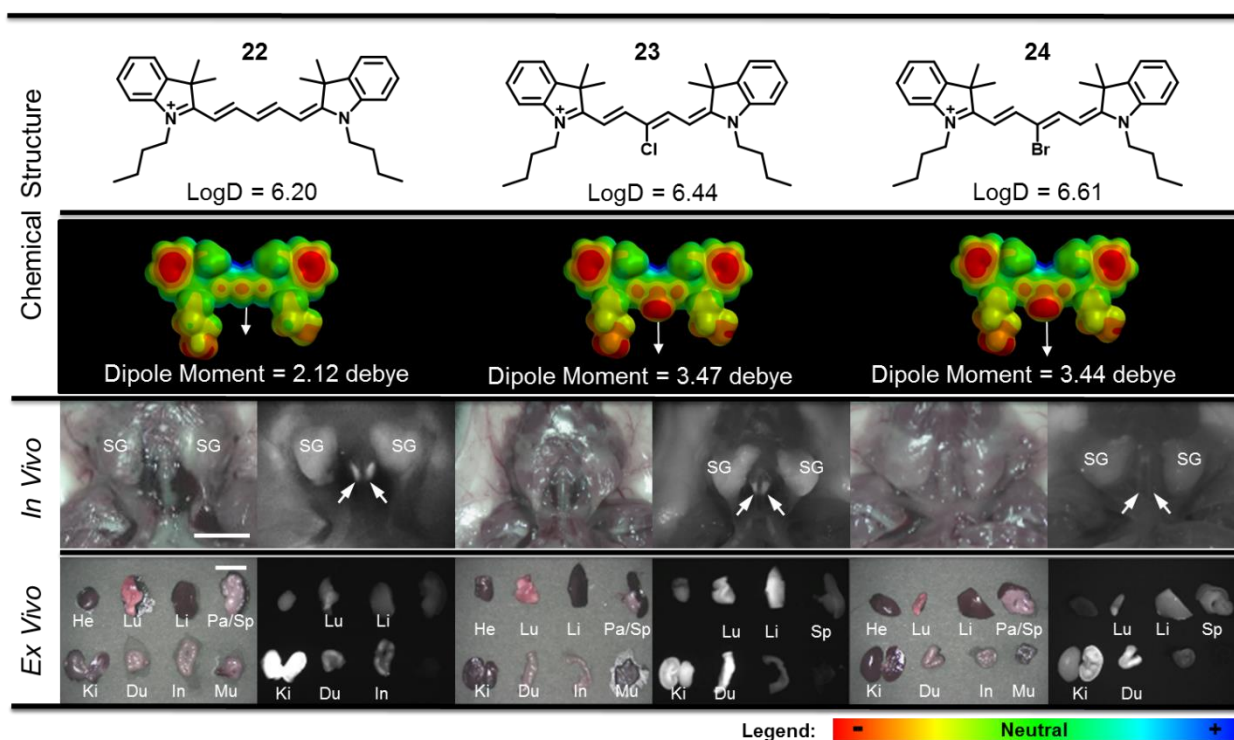 Chemical Structure
22
23
24
N
+
N
N
+
Cl
N
N
+
Br
N
LogD = 6.20
LogD = 6.44
LogD = 6.61
Dipole Moment = 2.12 debye
Dipole Moment = 3.47 debye
Dipole Moment = 3.44 debye
In Vivo
SG SG
SG SG
SG SG
SG SG
Ex Vivo
He Lu Li Pa/Sp
Lu Li
He Lu Li Pa/Sp
Lu Li Sp
He Lu Li Pa/Sp
Lu Li Sp
Ki Du In Mu
Ki Du In
Ki Du In Mu
Ki Du
Ki Du In Mu
Ki Du
Legend: - Neutral +